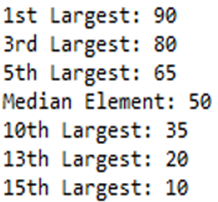 1st Largest: 90
3rd Largest: 80
5th Largest: 65
Median Element: 50
10th Largest: 35
13th Largest: 20
15th Largest: 10